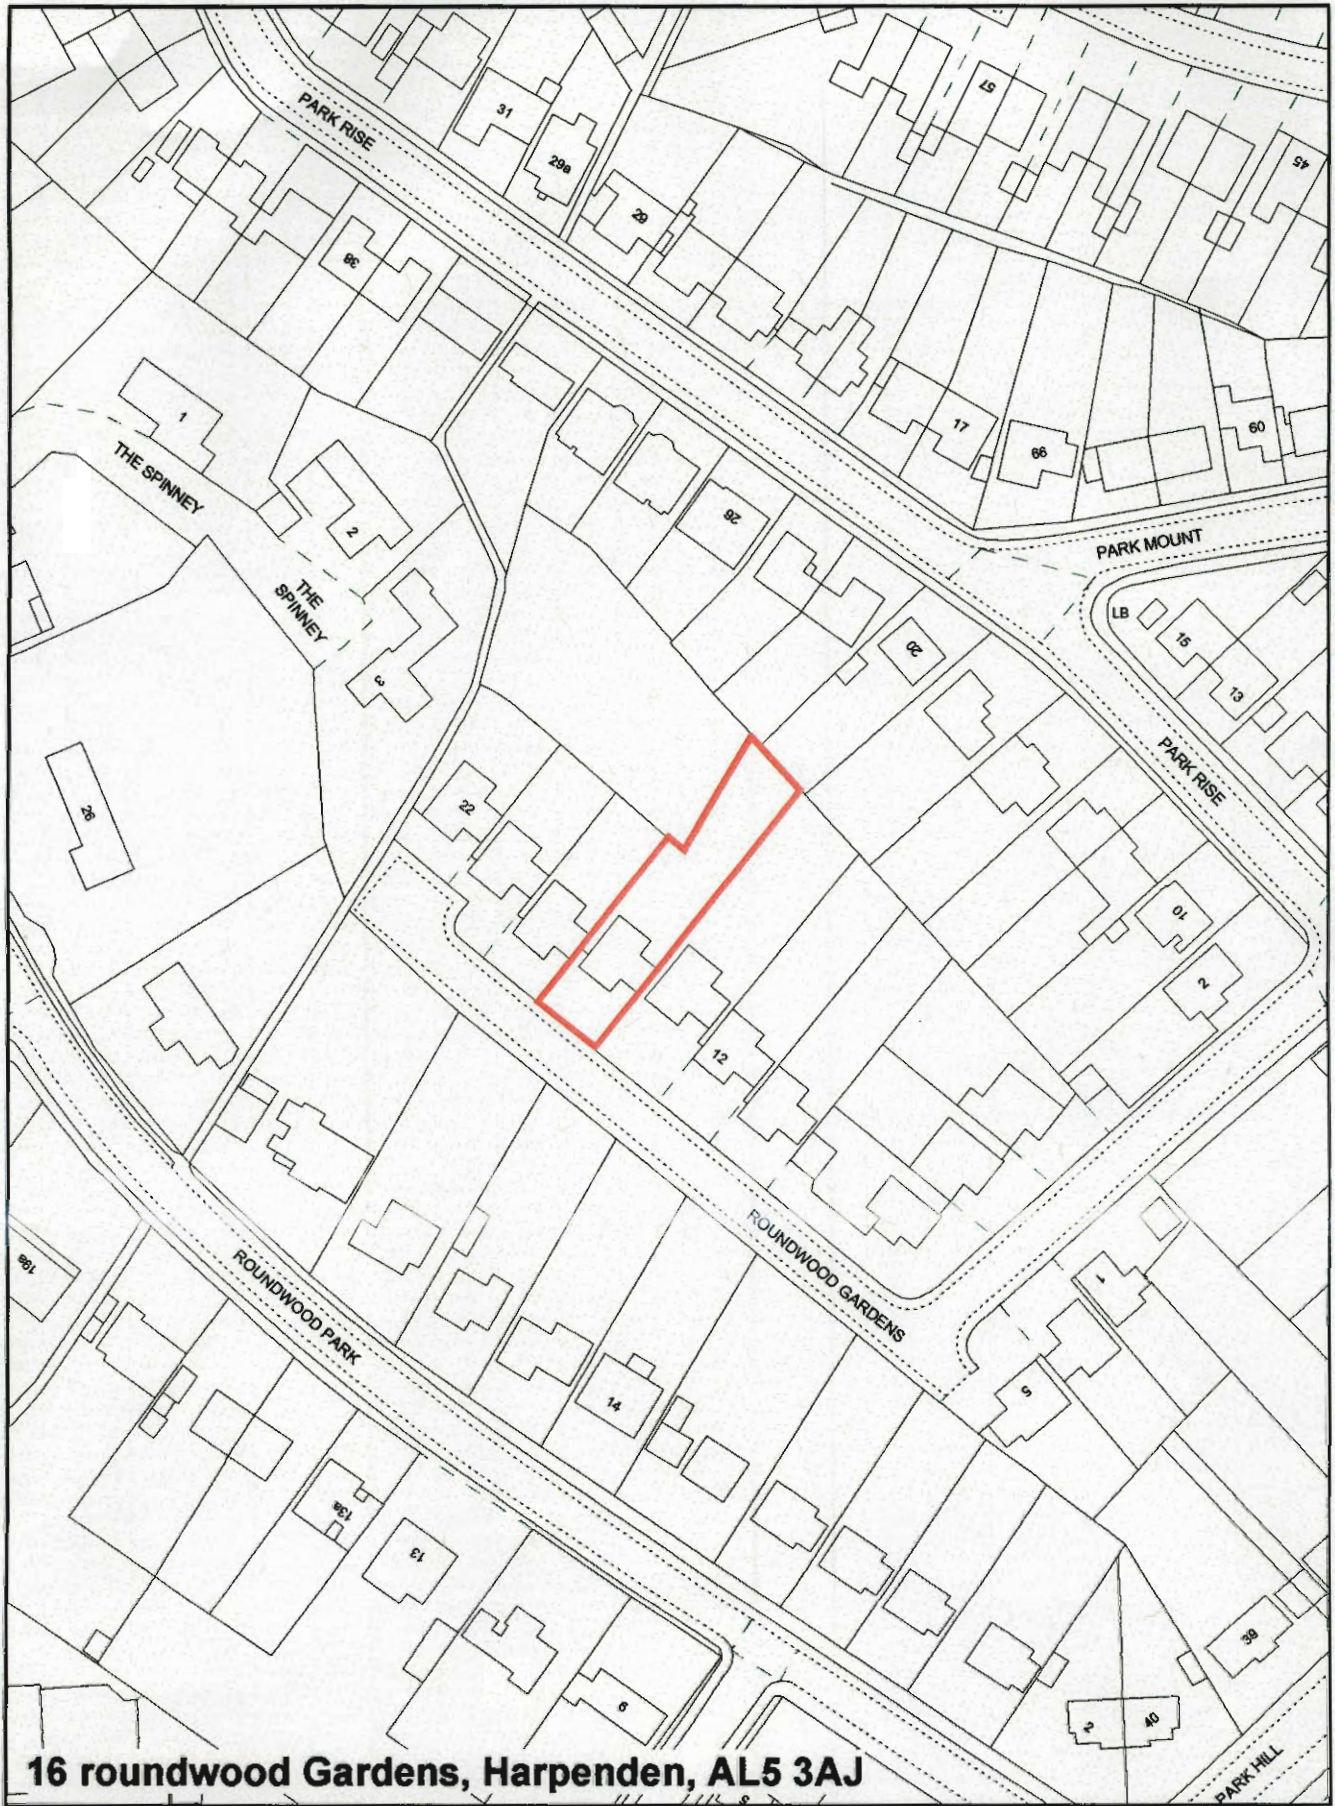 PARK RISE
31
29a
29
57
45
38
1
THE SPINNEY
2
THE
SPINNEY
3
26
17
66
60
PARK MOUNT
LB
15
13
20
PARK RISE
26
22
10
2
12
ROUNDWOOD GARDENS
19a
ROUNDWOOD PARK
1
5
14
13a
13
6
39
2
40
PARK HILL
16 roundwood Gardens, Harpenden, AL5 3AJ